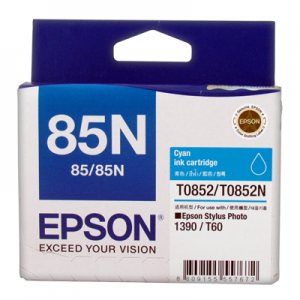 85N
85/85N
Cyan
ink cartridge
EPSON
T0852/T0852N
For use with
Epson Stylus Photo
1390 / T60
EPSON
EXCEED YOUR VISION